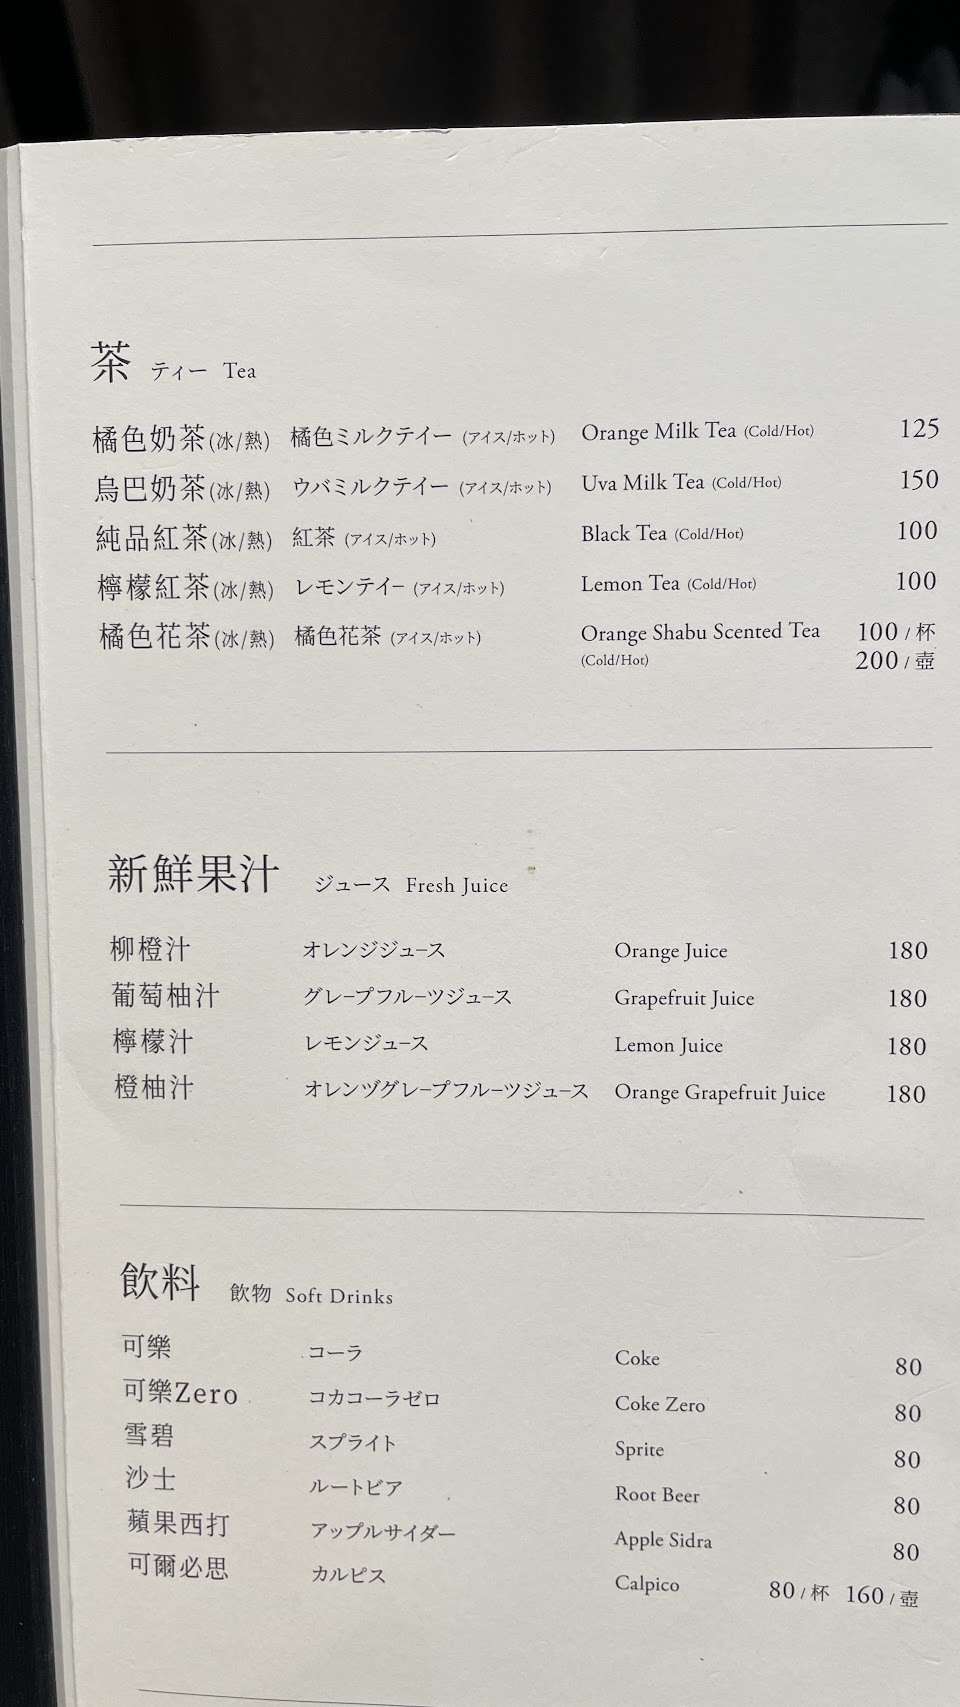 茶 ティー Tea
橘色奶茶(冰/熱) 橘色ミルクテイー (アイス/ホット) Orange Milk Tea (Cold/Hot) 125
烏巴奶茶(冰/熱) ウバミルクテイー (アイス/ホット) Uva Milk Tea (Cold/Hot) 150
純品紅茶(冰/熱) 紅茶 (アイス/ホット) Black Tea (Cold/Hot) 100
檸檬紅茶(冰/熱) レモンテイー (アイス/ホット) Lemon Tea (Cold/Hot) 100
橘色花茶(冰/熱) 橘色花茶 (アイス/ホット) Orange Shabu Scented Tea 100 / 杯
(Cold/Hot) 200 / 壺
新鮮果汁 ジュース Fresh Juice
柳橙汁 オレンジジュース Orange Juice 180
葡萄柚汁 グレープフルーツジュース Grapefruit Juice 180
檸檬汁 レモンジュース Lemon Juice 180
橙柚汁 オレンヅグレープフルーツジュース Orange Grapefruit Juice 180
飲料 飲物 Soft Drinks
可樂 コーラ Coke 80
可樂Zero コカコーラゼロ Coke Zero 80
雪碧 スプライト Sprite 80
沙士 ルートビア Root Beer 80
蘋果西打 アップルサイダー Apple Sidra 80
可爾必思 カルピス Calpico 80 / 杯 160 / 壺